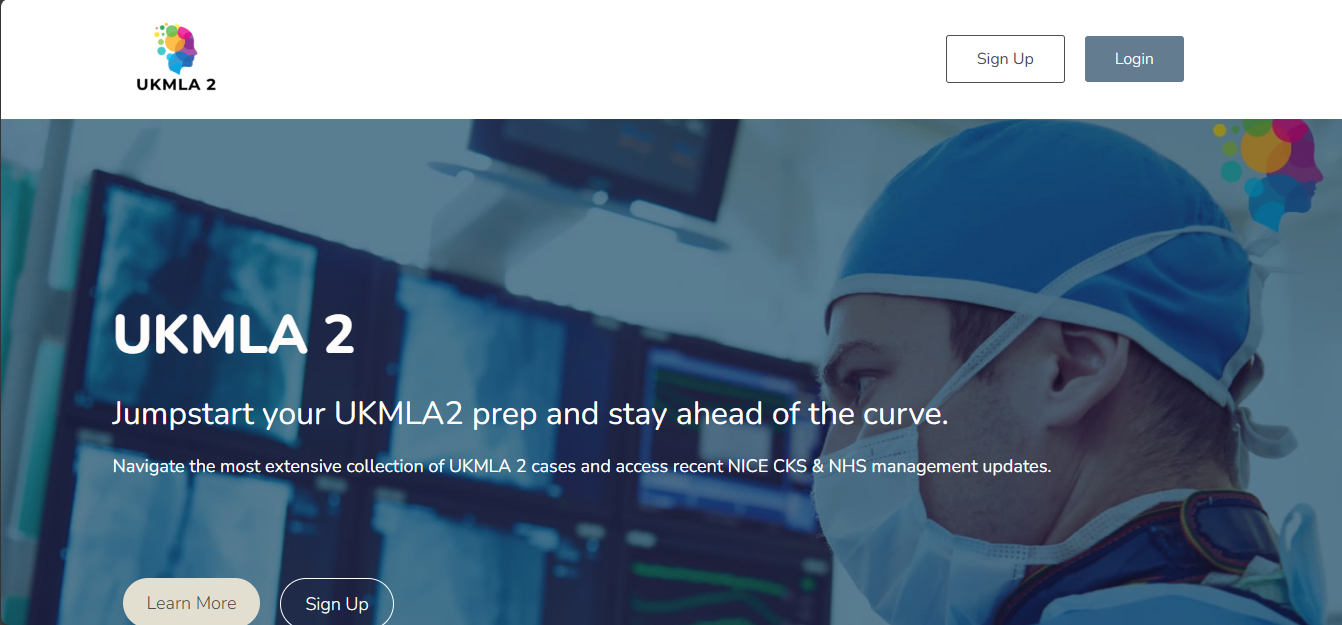 UKMLA 2
Sign Up
Login
UKMLA 2
Jumpstart your UKMLA2 prep and stay ahead of the curve.
Navigate the most extensive collection of UKMLA 2 cases and access recent NICE CKS & NHS management updates.
Learn More
Sign Up